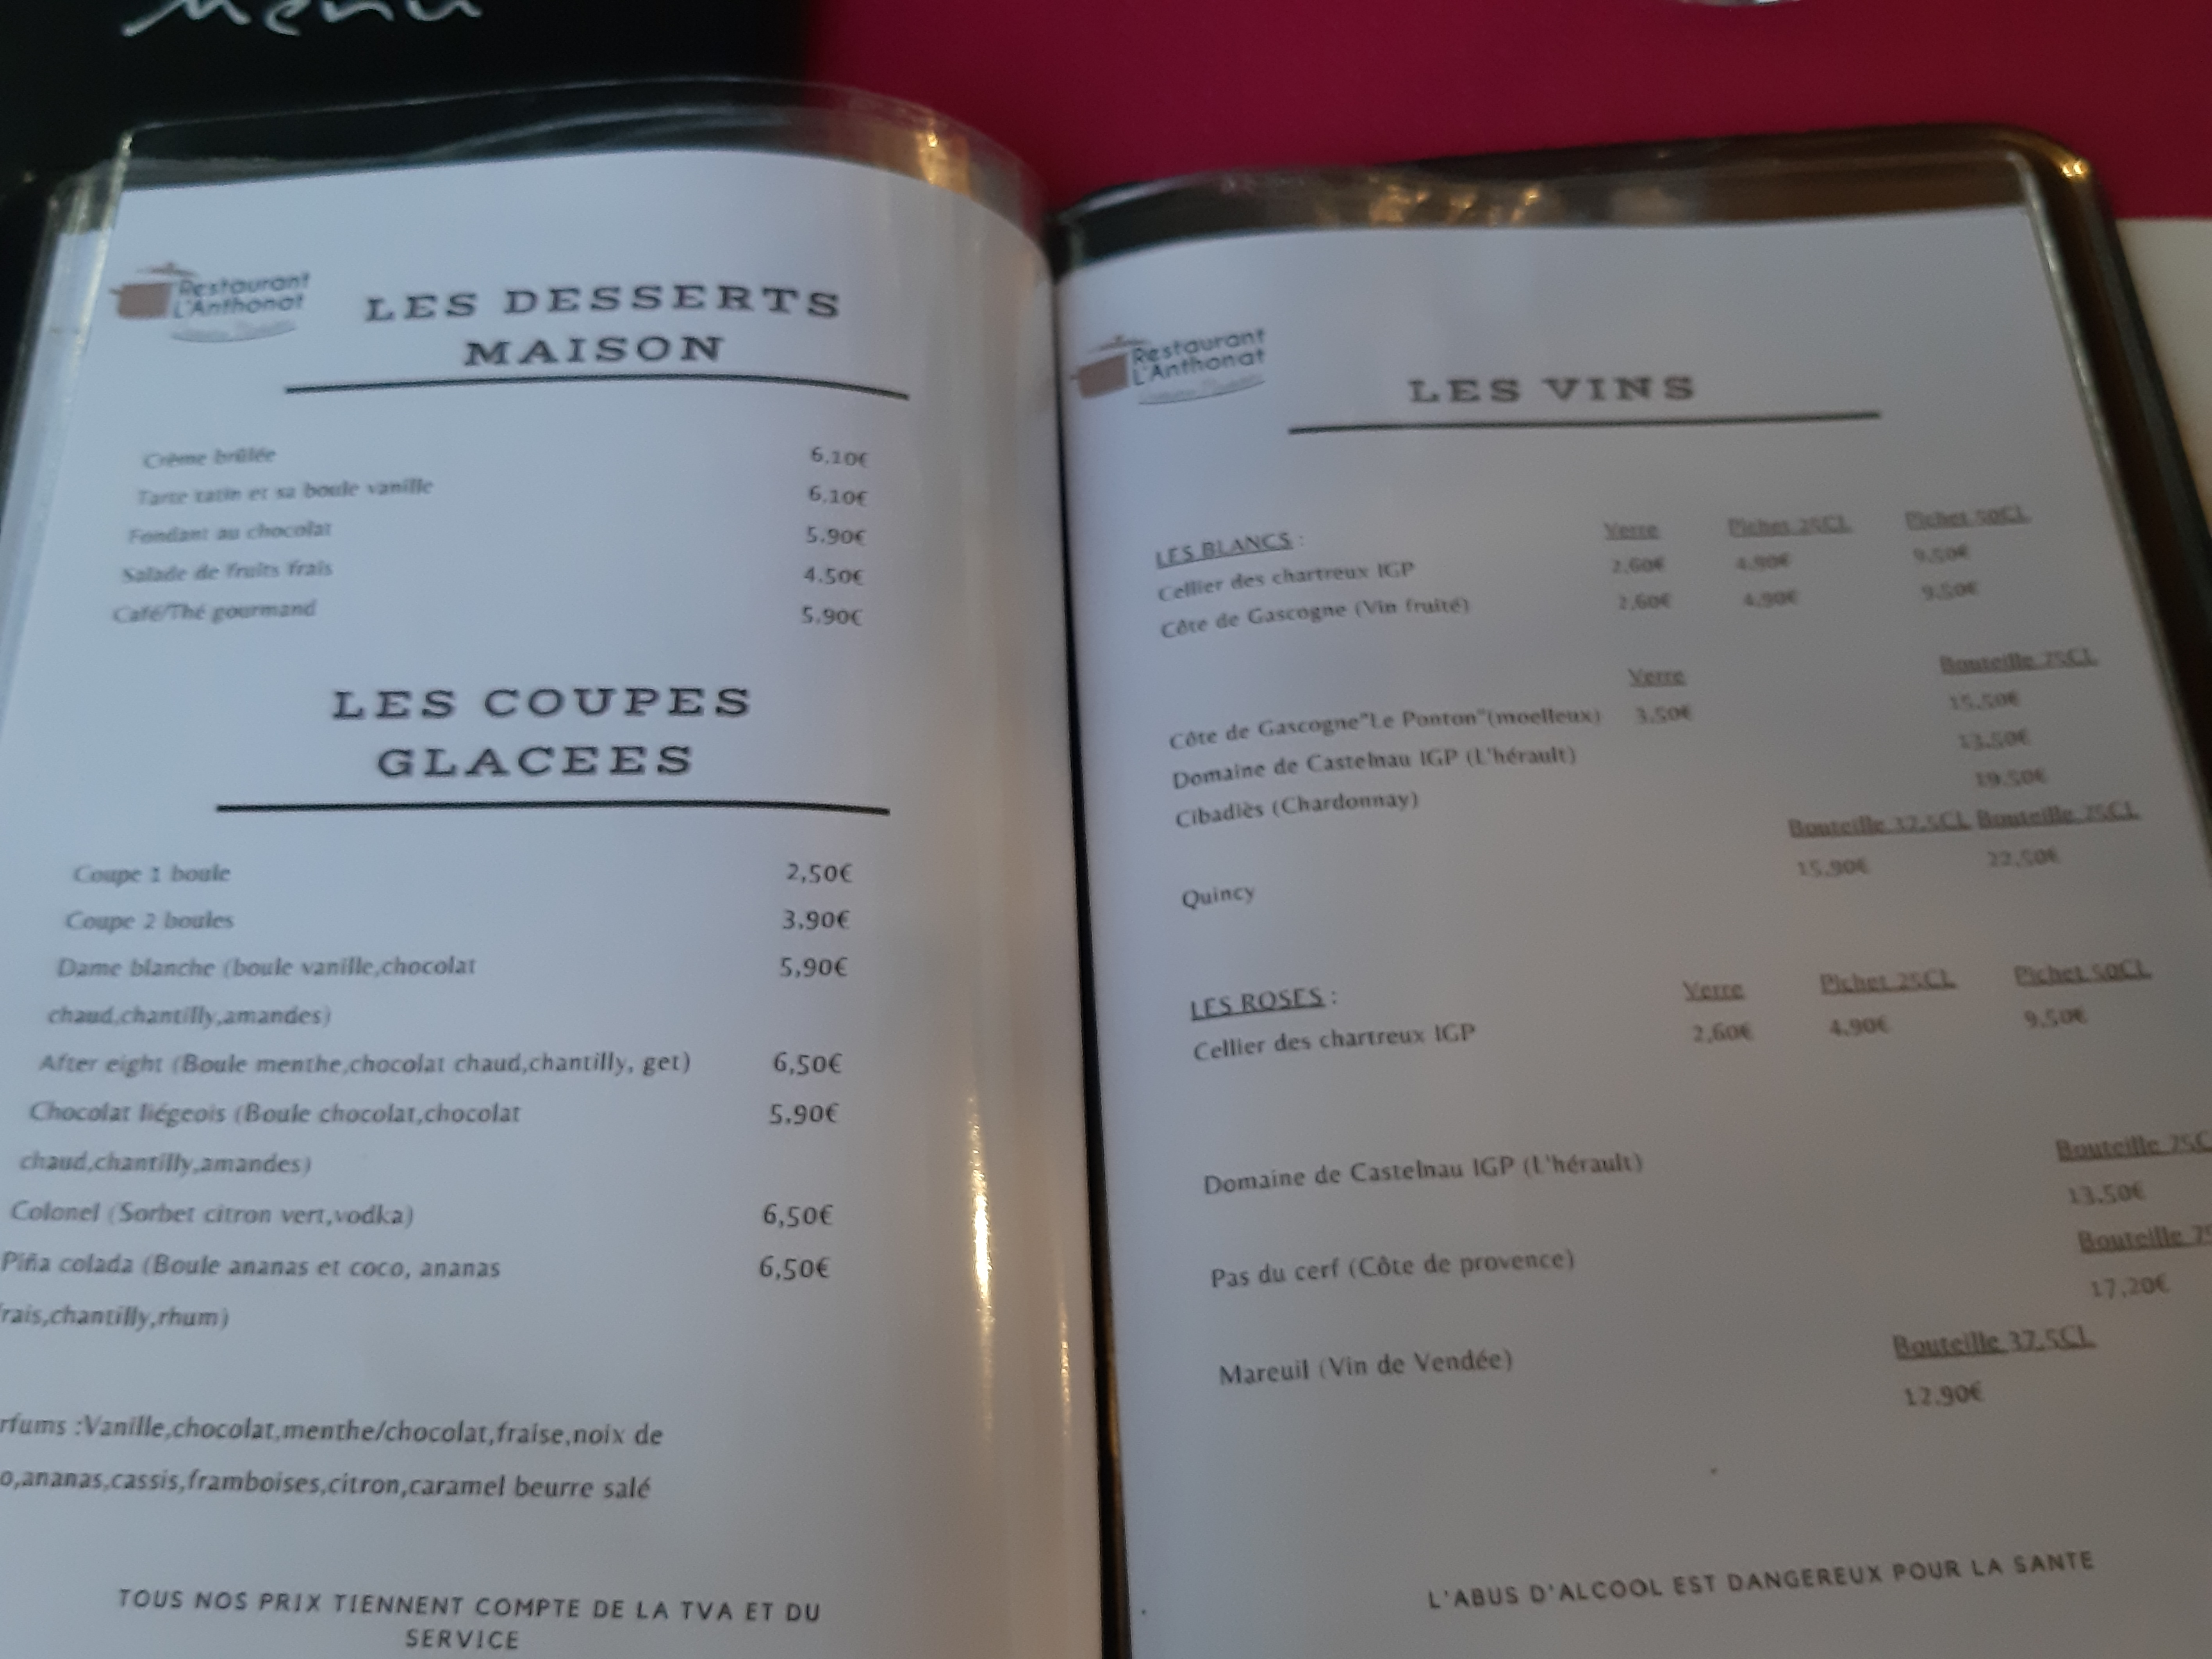 Menu
Restaurant
L'Anthonat
LES DESSERTS
MAISON
Crème brûlée 6,10€
Tarte tatin et sa boule vanille 6,10€
Fondant au chocolat 5,90€
Salade de fruits frais 4,50€
Café/Thé gourmand 5,90€
LES COUPES
GLACEES
Coupe 1 boule 2,50€
Coupe 2 boules 3,90€
Dame blanche (boule vanille,chocolat 5,90€
chaud,chantilly,amandes)
After eight (Boule menthe,chocolat chaud,chantilly, get) 6,50€
Chocolat liégeois (Boule chocolat,chocolat 5,90€
chaud,chantilly,amandes)
Colonel (Sorbet citron vert,vodka) 6,50€
Piña colada (Boule ananas et coco, ananas 6,50€
rais,chantilly,rhum)
rfums :Vanille,chocolat,menthe/chocolat,fraise,noix de
o,ananas,cassis,framboises,citron,caramel beurre salé
TOUS NOS PRIX TIENNENT COMPTE DE LA TVA ET DU
SERVICE
Restaurant
L'Anthonat
LES VINS
LES BLANCS : Verre Pichet 25CL Pichet 50CL
Cellier des chartreux IGP 2,60€ 4,90€ 9,50€
Côte de Gascogne (Vin fruité) 2,60€ 4,90€ 9,50€
Verre Bouteille 75CL
Côte de Gascogne"Le Ponton"(moelleux) 3,50€ 15,50€
Domaine de Castelnau IGP (L'hérault) 13,50€
Cibadiès (Chardonnay) 19,50€
Bouteille 37,5CL Bouteille 75CL
Quincy 15,90€ 22,50€
LES ROSES : Verre Pichet 25CL Pichet 50CL
Cellier des chartreux IGP 2,60€ 4,90€ 9,50€
Bouteille 75C
Domaine de Castelnau IGP (L'hérault) 13,50€
Bouteille 75
Pas du cerf (Côte de provence) 17,20€
Bouteille 37,5CL
Mareuil (Vin de Vendée) 12,90€
L'ABUS D'ALCOOL EST DANGEREUX POUR LA SANTE